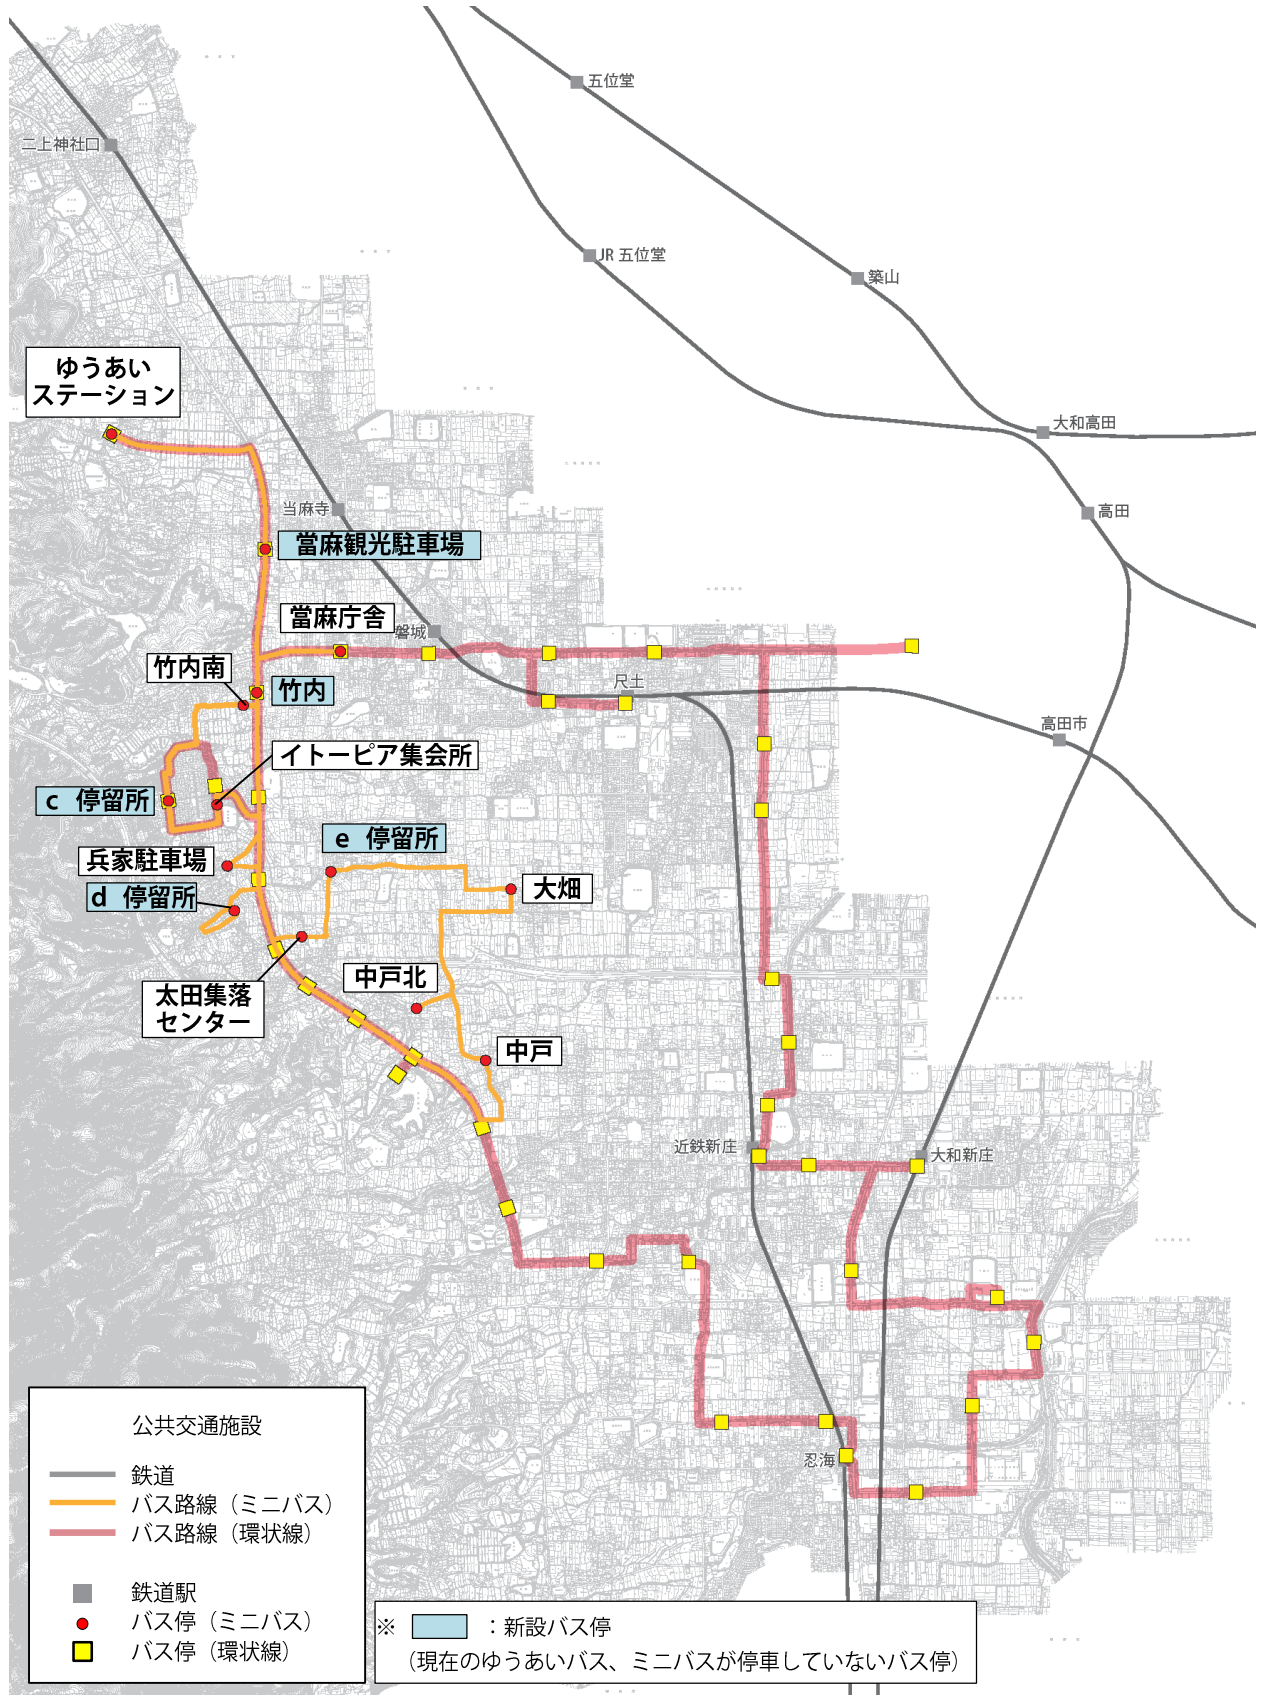 五位堂
二上神社口
JR 五位堂
築山
ゆうあい
ステーション
大和高田
当麻寺
高田
當麻観光駐車場
當麻庁舎
磐城
竹内南
竹内
尺土
高田市
イトーピア集会所
c 停留所
e 停留所
兵家駐車場
大畑
d 停留所
中戸北
太田集落
センター
中戸
近鉄新庄
大和新庄
忍海
公共交通施設
鉄道
バス路線（ミニバス）
バス路線（環状線）
鉄道駅
バス停（ミニバス）
バス停（環状線）
※ ：新設バス停
（現在のゆうあいバス、ミニバスが停車していないバス停）